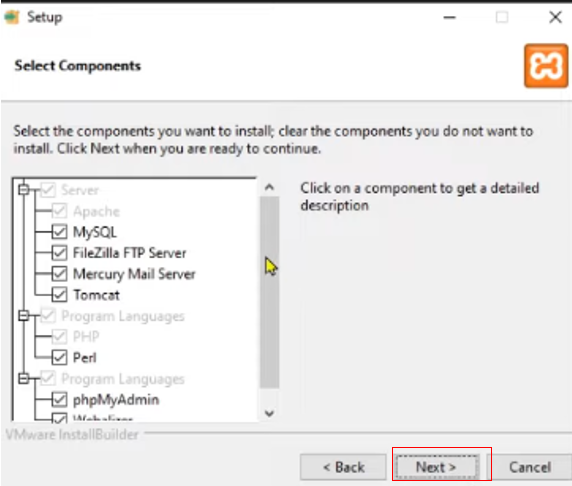 Setup
Select Components
Select the components you want to install; clear the components you do not want to
install. Click Next when you are ready to continue.
Server
Apache
MySQL
FileZilla FTP Server
Mercury Mail Server
Tomcat
Program Languages
PHP
Perl
Program Languages
phpMyAdmin
Webalizer
Click on a component to get a detailed
description
VMware InstallBuilder
< Back
Next >
Cancel